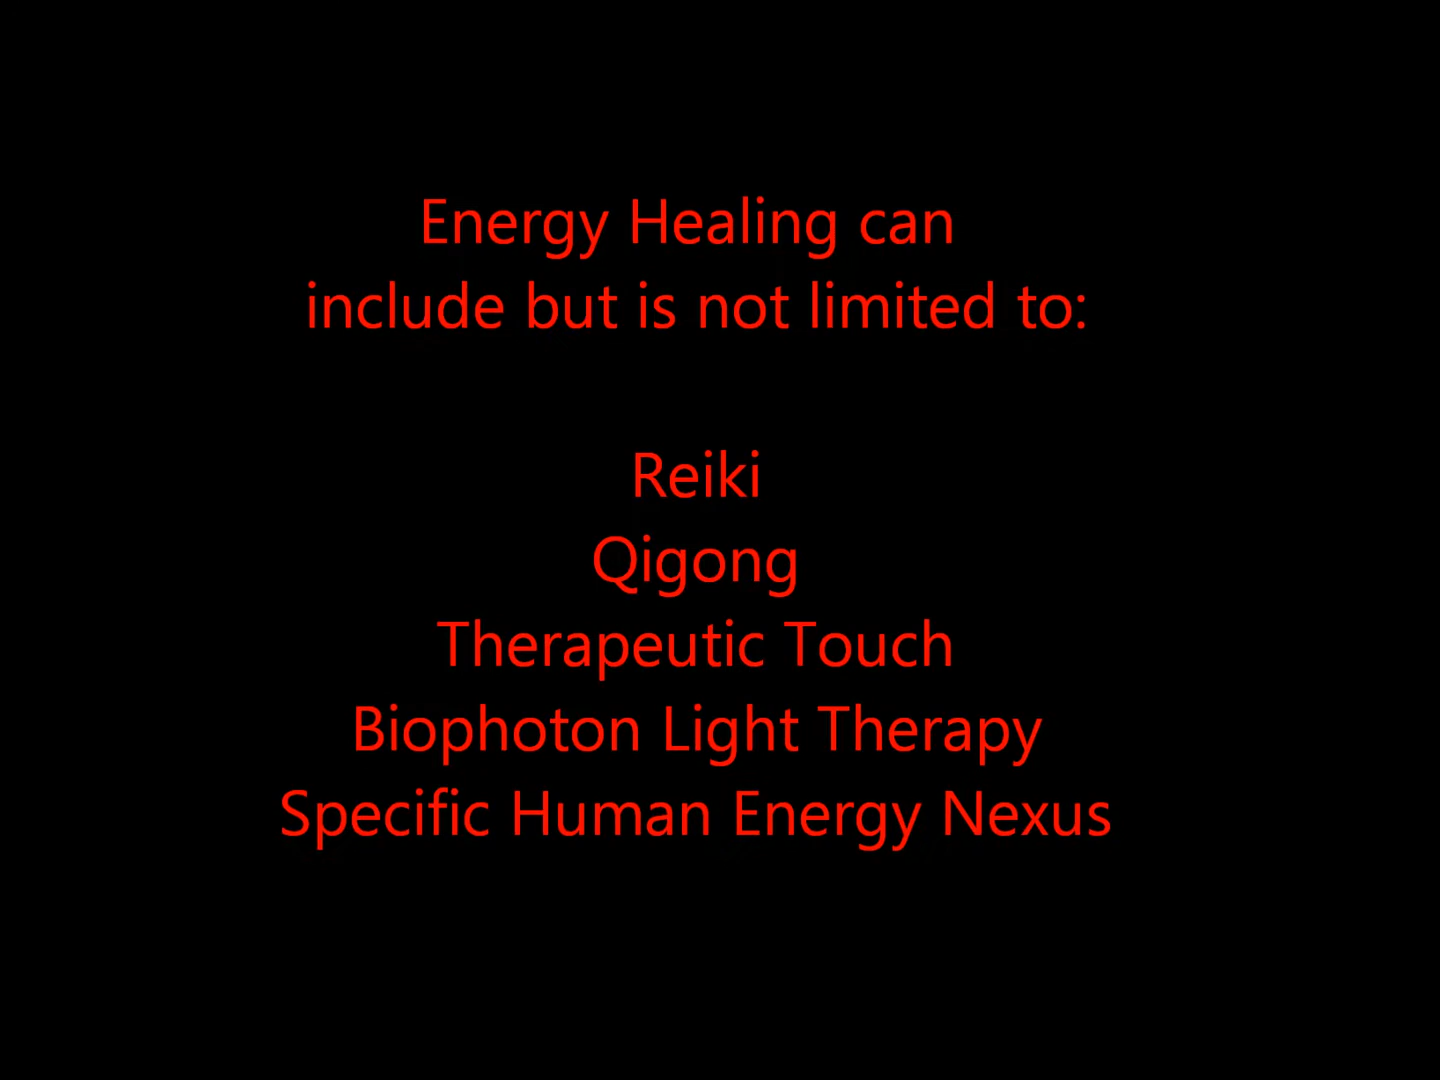 Energy Healing can
include but is not limited to:
Reiki
Qigong
Therapeutic Touch
Biophoton Light Therapy
Specific Human Energy Nexus